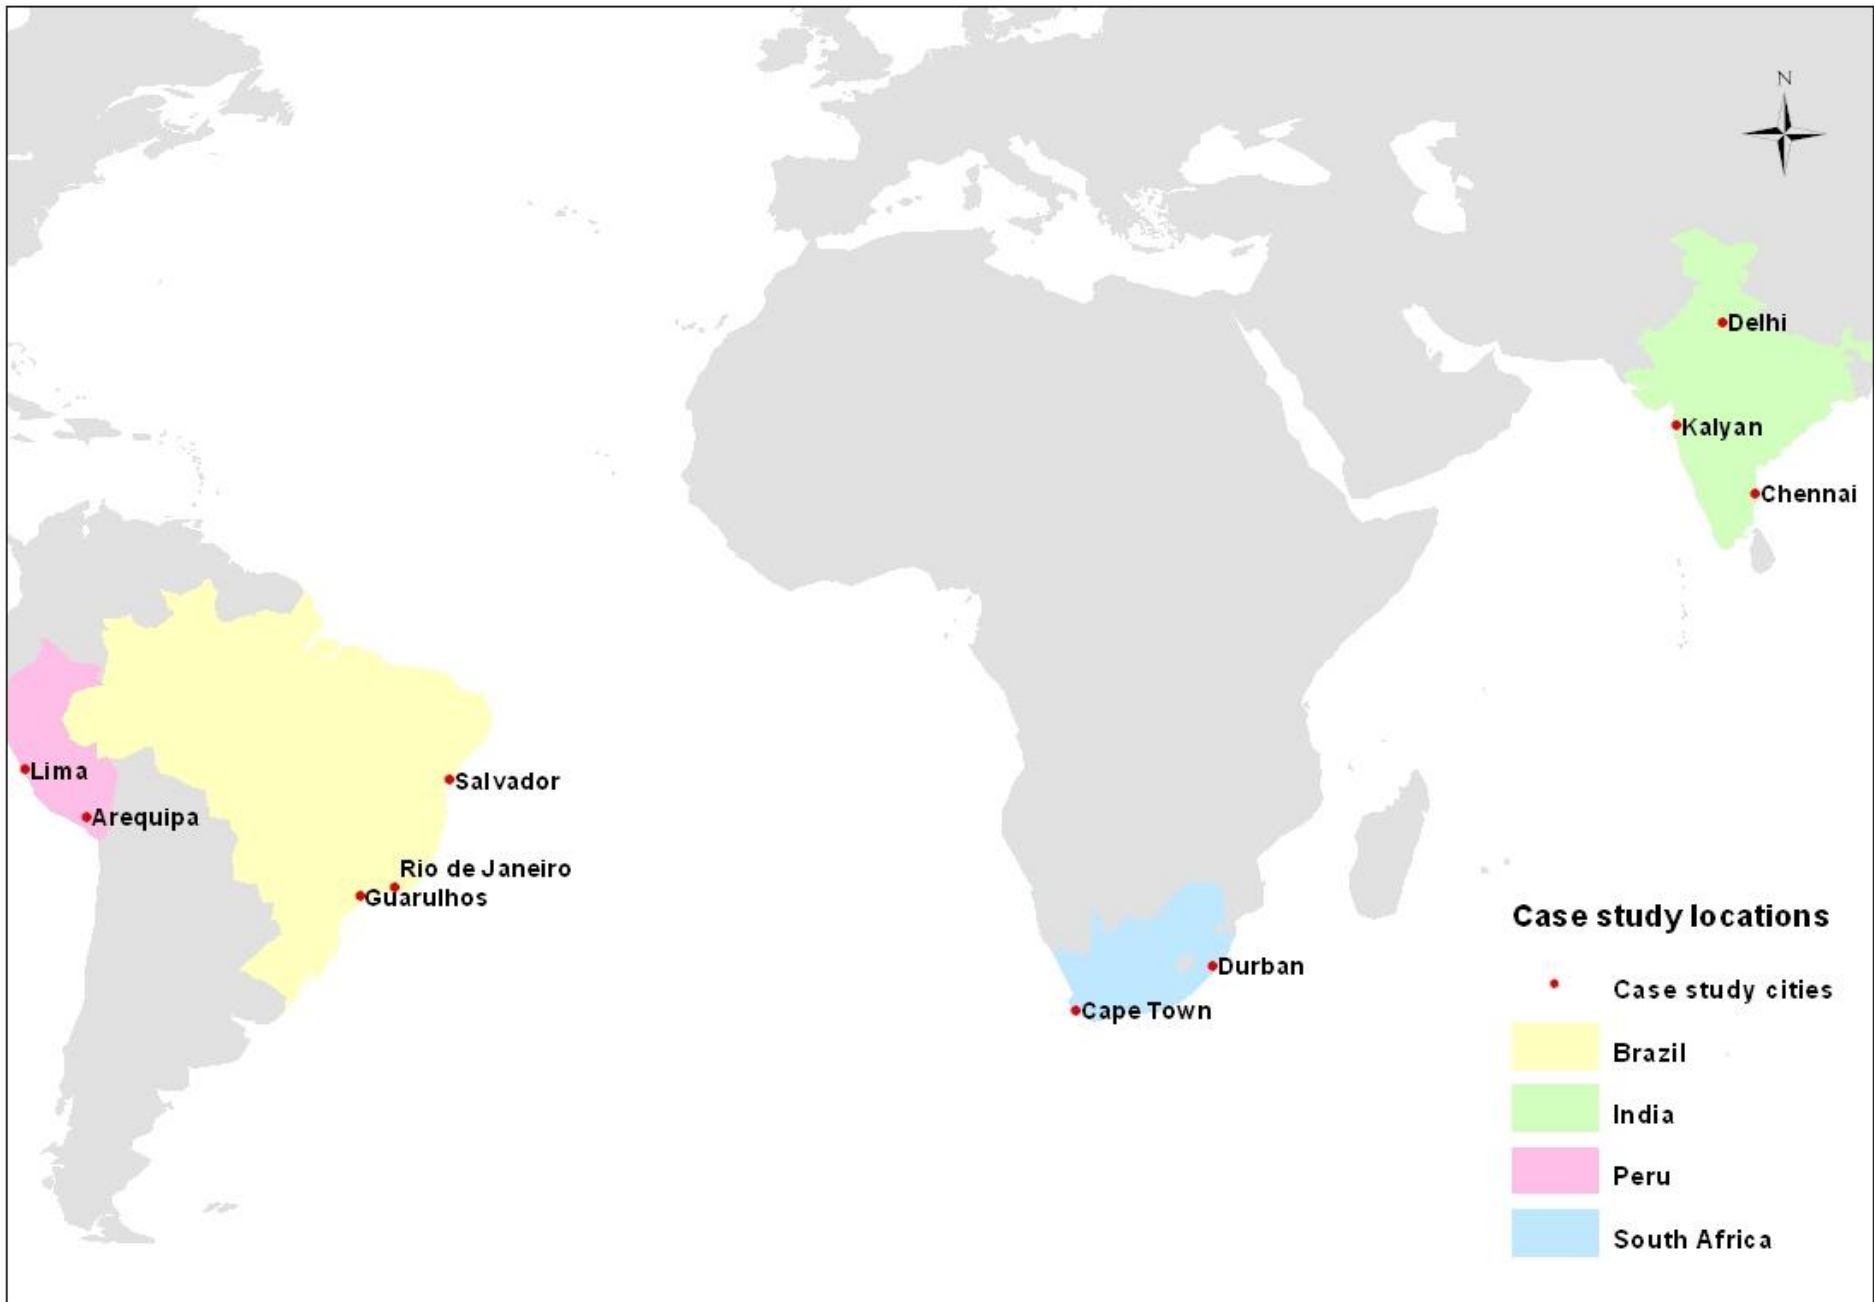 N
Delhi
Kalyan
Chennai
Lima
Arequipa
Salvador
Rio de Janeiro
Guarulhos
Durban
Cape Town
Case study locations
Case study cities
Brazil
India
Peru
South Africa